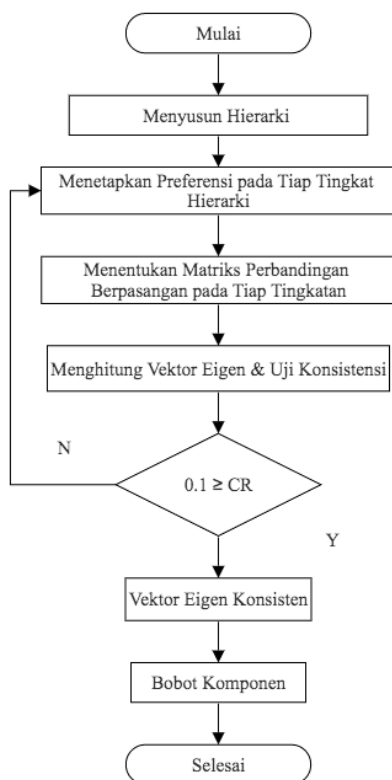 Mulai
Menyusun Hierarki
Menetapkan Preferensi pada Tiap Tingkat
Hierarki
Menentukan Matriks Perbandingan
Berpasangan pada Tiap Tingkatan
Menghitung Vektor Eigen & Uji Konsistensi
N
0.1 ≥ CR
Y
Vektor Eigen Konsisten
Bobot Komponen
Selesai